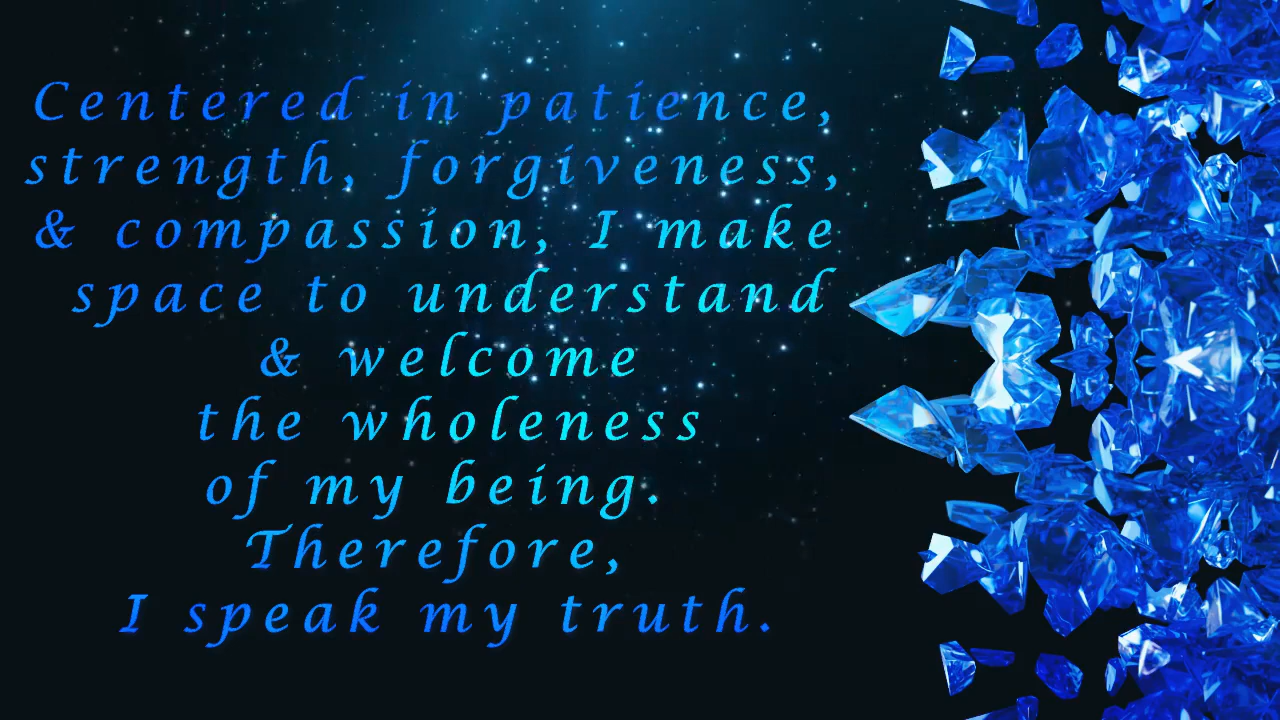 Centered in patience,
strength, forgiveness,
& compassion, I make
space to understand
& welcome
the wholeness
of my being.
Therefore,
I speak my truth.